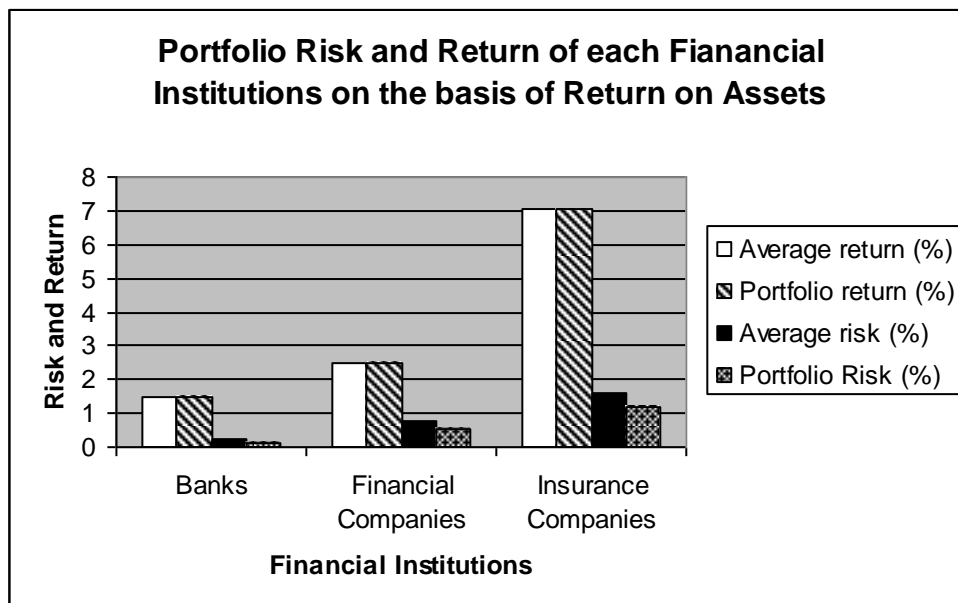 Portfolio Risk and Return of each Fianancial
Institutions on the basis of Return on Assets
8
7
6
5
4
3
2
1
0
Risk and Return
Banks
Financial
Companies
Insurance
Companies
Financial Institutions
Average return (%)
Portfolio return (%)
Average risk (%)
Portfolio Risk (%)